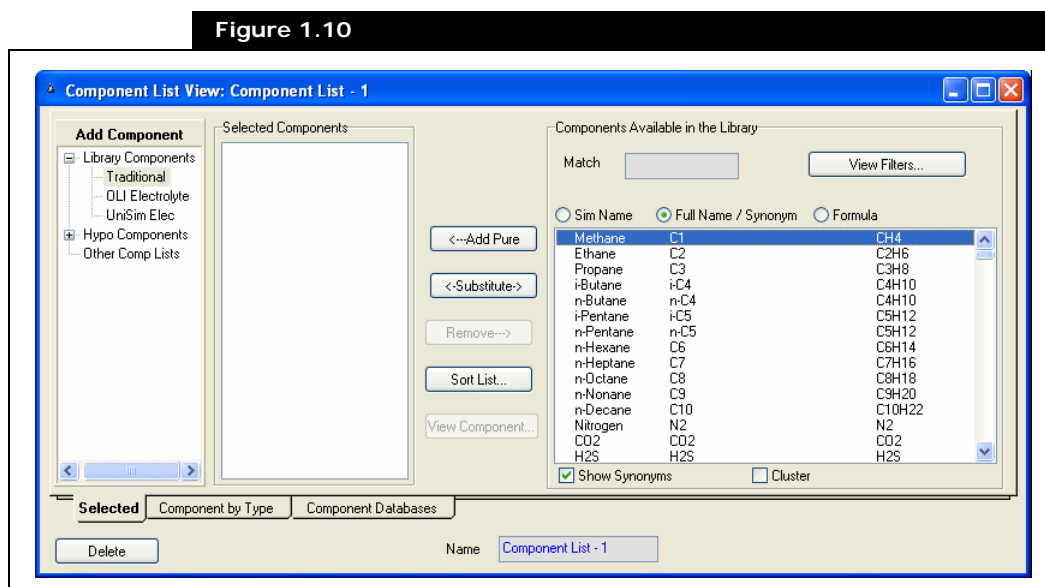 Figure 1.10
Component List View: Component List - 1
Add Component
Library Components
Traditional
OLI Electrolyte
UniSim Elec
Hypo Components
Other Comp Lists
Selected Components
<---Add Pure
<-Substitute->
Remove--->
Sort List...
View Component...
Components Available in the Library
Match
View Filters...
Sim Name Full Name / Synonym Formula
Methane C1 CH4
Ethane C2 C2H6
Propane C3 C3H8
i-Butane i-C4 C4H10
n-Butane n-C4 C4H10
i-Pentane i-C5 C5H12
n-Pentane n-C5 C5H12
n-Hexane C6 C6H14
n-Heptane C7 C7H16
n-Octane C8 C8H18
n-Nonane C9 C9H20
n-Decane C10 C10H22
Nitrogen N2 N2
CO2 CO2 CO2
H2S H2S H2S
Show Synonyms Cluster
Selected Component by Type Component Databases
Delete Name Component List - 1